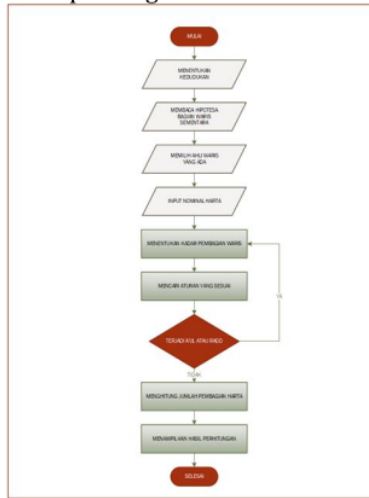 MULAI
MENENTUKAN
KEDUDUKAN
MEMBACA HIPOTESA
BAGIAN WARIS
SEMENTARA
MEMILIH AHLI WARIS
YANG ADA
INPUT NOMINAL HARTA
MENENTUKAN KADAR PEMBAGIAN WARIS
MENCARI ATURAN YANG SESUAI
YA
TERJADI AUL ATAU RADD
TIDAK
MENGHITUNG JUMLAH PEMBAGIAN HARTA
MENAMPILKAN HASIL PERHITUNGAN
SELESAI